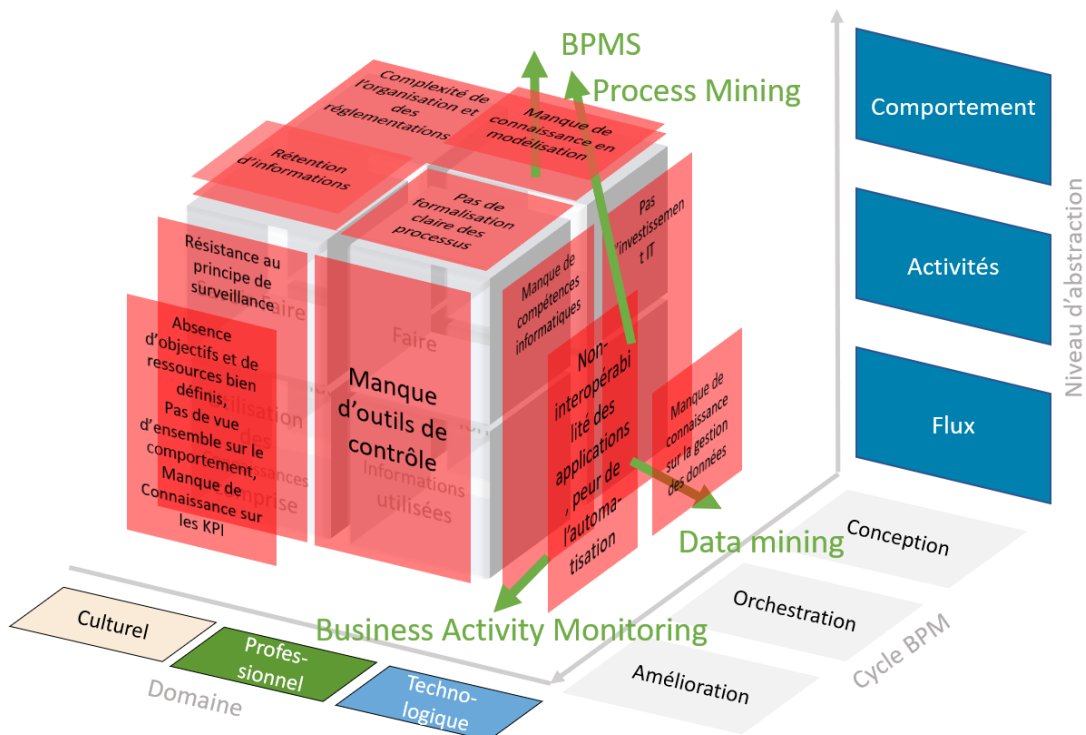 BPMS
Process Mining
Complexité de
l'organisation et
des
réglementations
Manque de
connaissance en
modélisation
Rétention
d'informations
Pas de
formalisation
claire des
processus
Pas
l'investissemen
t IT
Résistance au
principe de
surveillance
Faire
Faire
Manque de
compétences
informatiques
Absence
d'objectifs et de
ressources bien
définis,
Pas de vue
d'ensemble sur le
comportement,
Manque de
Connaissance sur
les KPI
Utilisation
des
comprise
Manque
d'outils de
contrôle
Informations
utilisées
Non-
interopérabi
lité des
applications
, peur de
l'automa-
tisation
Manque de
connaissance
sur la gestion
des données
Data mining
Business Activity Monitoring
Comportement
Activités
Flux
Niveau d'abstraction
Conception
Orchestration
Amélioration
Cycle BPM
Culturel
Profes-
sionnel
Techno-
logique
Domaine